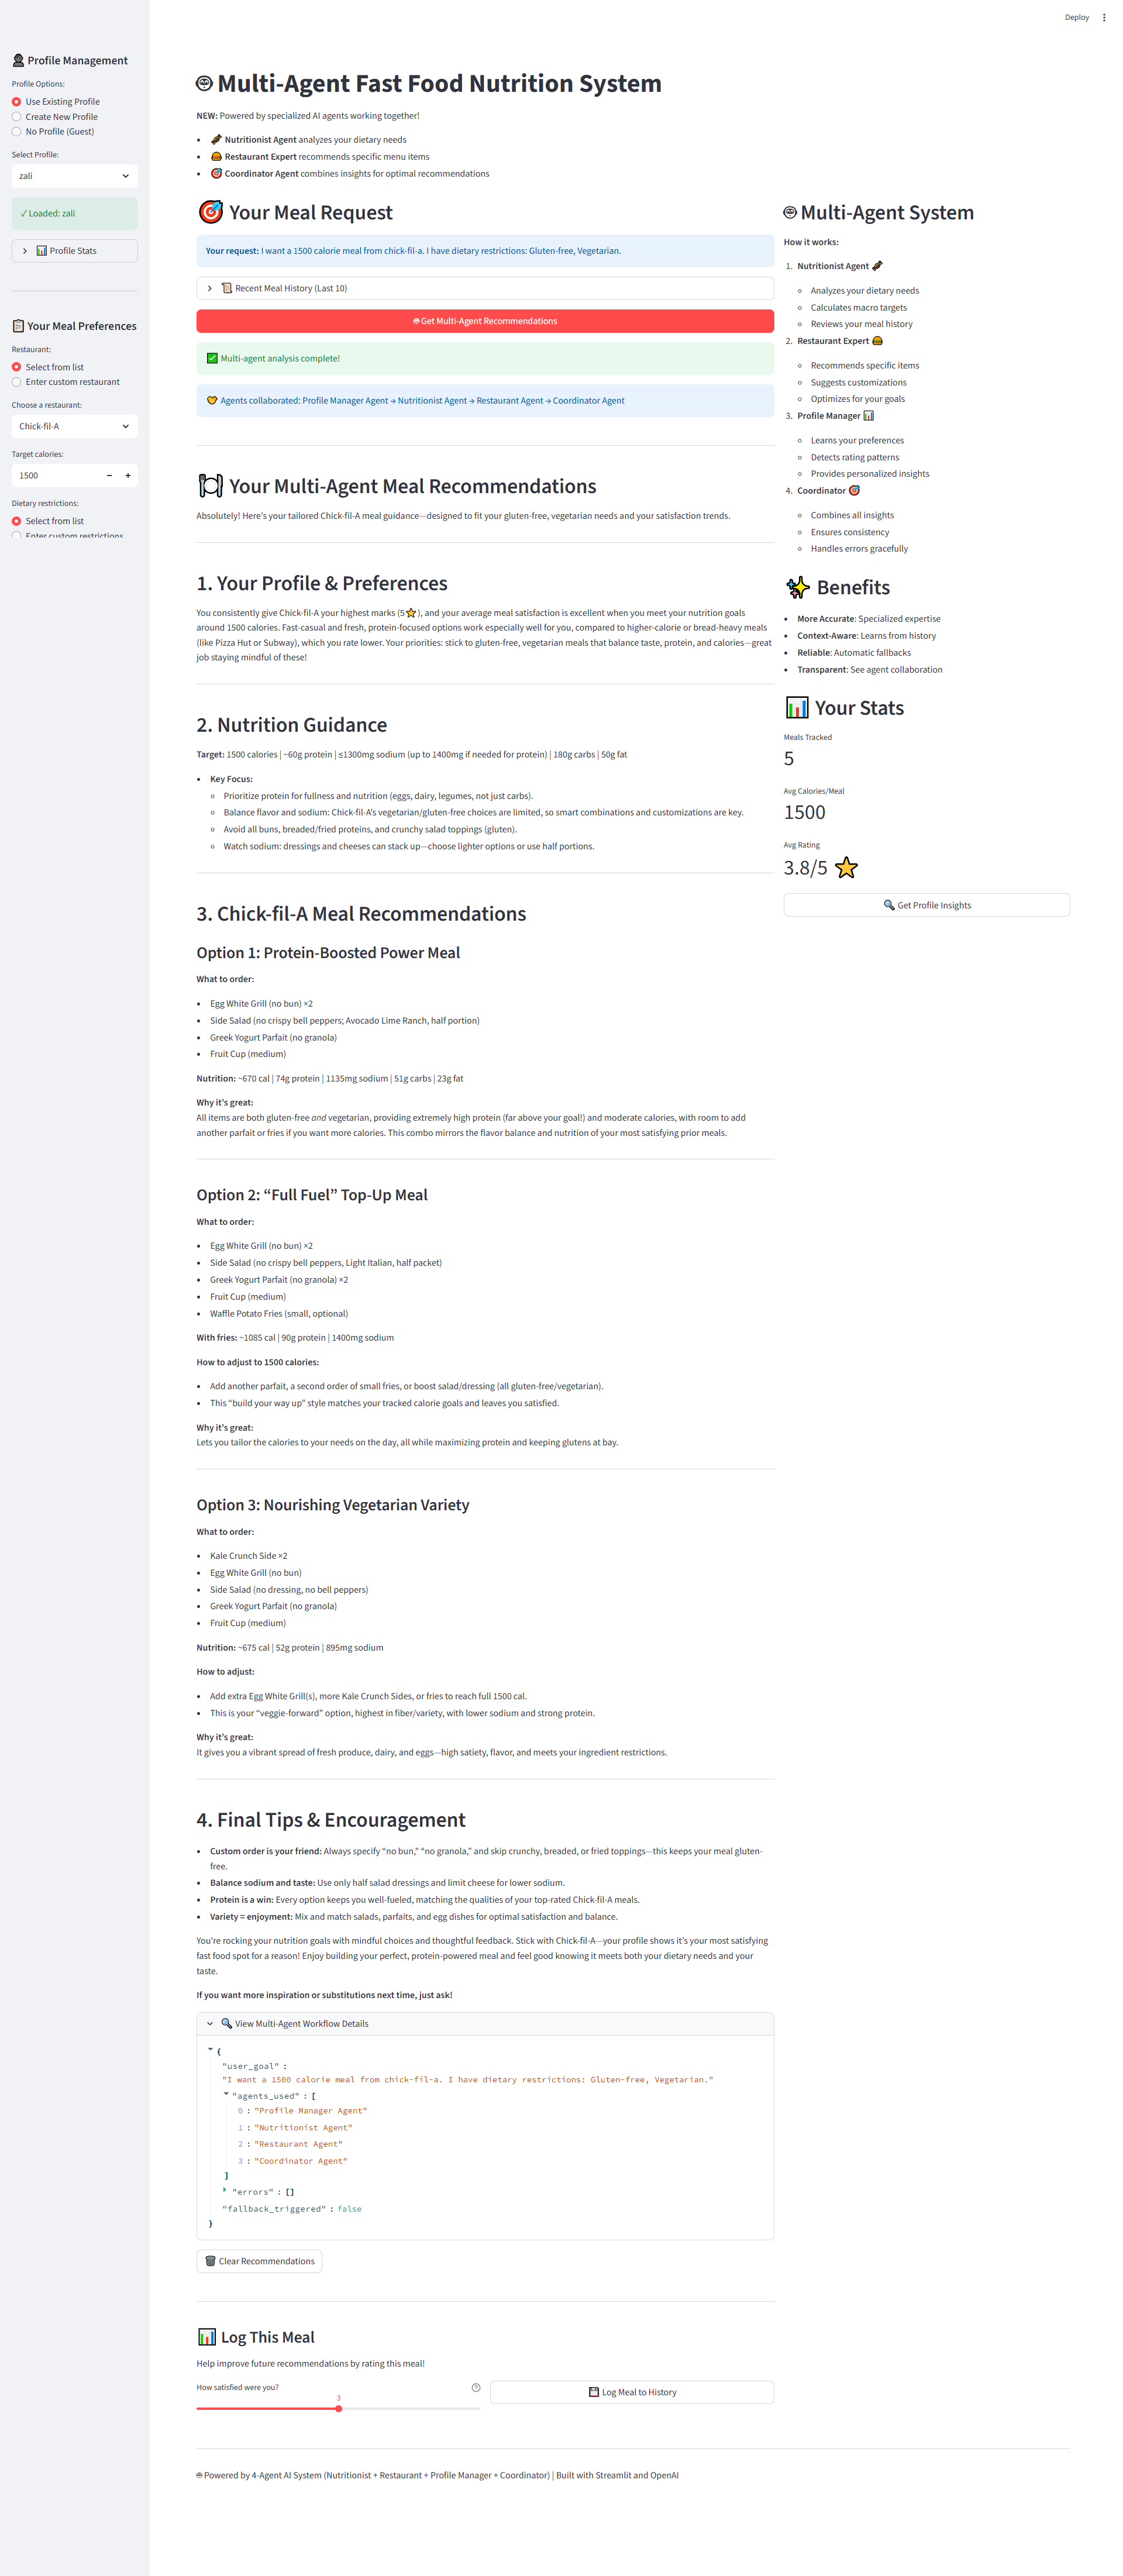 Deploy
Profile Management
Profile Options:
Use Existing Profile
Create New Profile
No Profile (Guest)
Select Profile:
zali
✓ Loaded: zali
Profile Stats
Your Meal Preferences
Restaurant:
Select from list
Enter custom restaurant
Choose a restaurant:
Chick-fil-A
Target calories:
1500
Dietary restrictions:
Select from list
Enter custom restrictions
Multi-Agent Fast Food Nutrition System
NEW: Powered by specialized AI agents working together!
• Nutritionist Agent analyzes your dietary needs
• Restaurant Expert recommends specific menu items
• Coordinator Agent combines insights for optimal recommendations
Your Meal Request
Your request: I want a 1500 calorie meal from chick-fil-a. I have dietary restrictions: Gluten-free, Vegetarian.
Recent Meal History (Last 10)
Get Multi-Agent Recommendations
Multi-agent analysis complete!
Agents collaborated: Profile Manager Agent → Nutritionist Agent → Restaurant Agent → Coordinator Agent
Your Multi-Agent Meal Recommendations
Absolutely! Here's your tailored Chick-fil-A meal guidance—designed to fit your gluten-free, vegetarian needs and your satisfaction trends.
1. Your Profile & Preferences
You consistently give Chick-fil-A your highest marks (5⭐), and your average meal satisfaction is excellent when you meet your nutrition goals
around 1500 calories. Fast-casual and fresh, protein-focused options work especially well for you, compared to higher-calorie or bread-heavy meals
(like Pizza Hut or Subway), which you rate lower. Your priorities: stick to gluten-free, vegetarian meals that balance taste, protein, and calories—great
job staying mindful of these!
2. Nutrition Guidance
Target: 1500 calories | ~60g protein | ≤1300mg sodium (up to 1400mg if needed for protein) | 180g carbs | 50g fat
• Key Focus:
◦ Prioritize protein for fullness and nutrition (eggs, dairy, legumes, not just carbs).
◦ Balance flavor and sodium: Chick-fil-A's vegetarian/gluten-free choices are limited, so smart combinations and customizations are key.
◦ Avoid all buns, breaded/fried proteins, and crunchy salad toppings (gluten).
◦ Watch sodium: dressings and cheeses can stack up—choose lighter options or use half portions.
3. Chick-fil-A Meal Recommendations
Option 1: Protein-Boosted Power Meal
What to order:
• Egg White Grill (no bun) ×2
• Side Salad (no crispy bell peppers; Avocado Lime Ranch, half portion)
• Greek Yogurt Parfait (no granola)
• Fruit Cup (medium)
Nutrition: ~670 cal | 74g protein | 1135mg sodium | 51g carbs | 23g fat
Why it's great:
All items are both gluten-free and vegetarian, providing extremely high protein (far above your goal!) and moderate calories, with room to add
another parfait or fries if you want more calories. This combo mirrors the flavor balance and nutrition of your most satisfying prior meals.
Option 2: “Full Fuel” Top-Up Meal
What to order:
• Egg White Grill (no bun) ×2
• Side Salad (no crispy bell peppers, Light Italian, half packet)
• Greek Yogurt Parfait (no granola) ×2
• Fruit Cup (medium)
• Waffle Potato Fries (small, optional)
With fries: ~1085 cal | 90g protein | 1400mg sodium
How to adjust to 1500 calories:
• Add another parfait, a second order of small fries, or boost salad/dressing (all gluten-free/vegetarian).
• This “build your way up” style matches your tracked calorie goals and leaves you satisfied.
Why it's great:
Lets you tailor the calories to your needs on the day, all while maximizing protein and keeping glutens at bay.
Option 3: Nourishing Vegetarian Variety
What to order:
• Kale Crunch Side ×2
• Egg White Grill (no bun)
• Side Salad (no dressing, no bell peppers)
• Greek Yogurt Parfait (no granola)
• Fruit Cup (medium)
Nutrition: ~675 cal | 52g protein | 895mg sodium
How to adjust:
• Add extra Egg White Grill(s), more Kale Crunch Sides, or fries to reach full 1500 cal.
• This is your “veggie-forward” option, highest in fiber/variety, with lower sodium and strong protein.
Why it's great:
It gives you a vibrant spread of fresh produce, dairy, and eggs—high satiety, flavor, and meets your ingredient restrictions.
4. Final Tips & Encouragement
• Custom order is your friend: Always specify “no bun,” “no granola,” and skip crunchy, breaded, or fried toppings—this keeps your meal gluten-
free.
• Balance sodium and taste: Use only half salad dressings and limit cheese for lower sodium.
• Protein is a win: Every option keeps you well-fueled, matching the qualities of your top-rated Chick-fil-A meals.
• Variety = enjoyment: Mix and match salads, parfaits, and egg dishes for optimal satisfaction and balance.
You're rocking your nutrition goals with mindful choices and thoughtful feedback. Stick with Chick-fil-A—your profile shows it's your most satisfying
fast food spot for a reason! Enjoy building your perfect, protein-powered meal and feel good knowing it meets both your dietary needs and your
taste.
If you want more inspiration or substitutions next time, just ask!
View Multi-Agent Workflow Details
{
"user_goal" :
"I want a 1500 calorie meal from chick-fil-a. I have dietary restrictions: Gluten-free, Vegetarian."
"agents_used" : [
0 : "Profile Manager Agent"
1 : "Nutritionist Agent"
2 : "Restaurant Agent"
3 : "Coordinator Agent"
]
"errors" : []
"fallback_triggered" : false
}
Clear Recommendations
Log This Meal
Help improve future recommendations by rating this meal!
How satisfied were you?
3
Log Meal to History
Powered by 4-Agent AI System (Nutritionist + Restaurant + Profile Manager + Coordinator) | Built with Streamlit and OpenAI
Multi-Agent System
How it works:
1. Nutritionist Agent
◦ Analyzes your dietary needs
◦ Calculates macro targets
◦ Reviews your meal history
2. Restaurant Expert
◦ Recommends specific items
◦ Suggests customizations
◦ Optimizes for your goals
3. Profile Manager
◦ Learns your preferences
◦ Detects rating patterns
◦ Provides personalized insights
4. Coordinator
◦ Combines all insights
◦ Ensures consistency
◦ Handles errors gracefully
Benefits
• More Accurate: Specialized expertise
• Context-Aware: Learns from history
• Reliable: Automatic fallbacks
• Transparent: See agent collaboration
Your Stats
Meals Tracked
5
Avg Calories/Meal
1500
Avg Rating
3.8/5 ⭐
Get Profile Insights